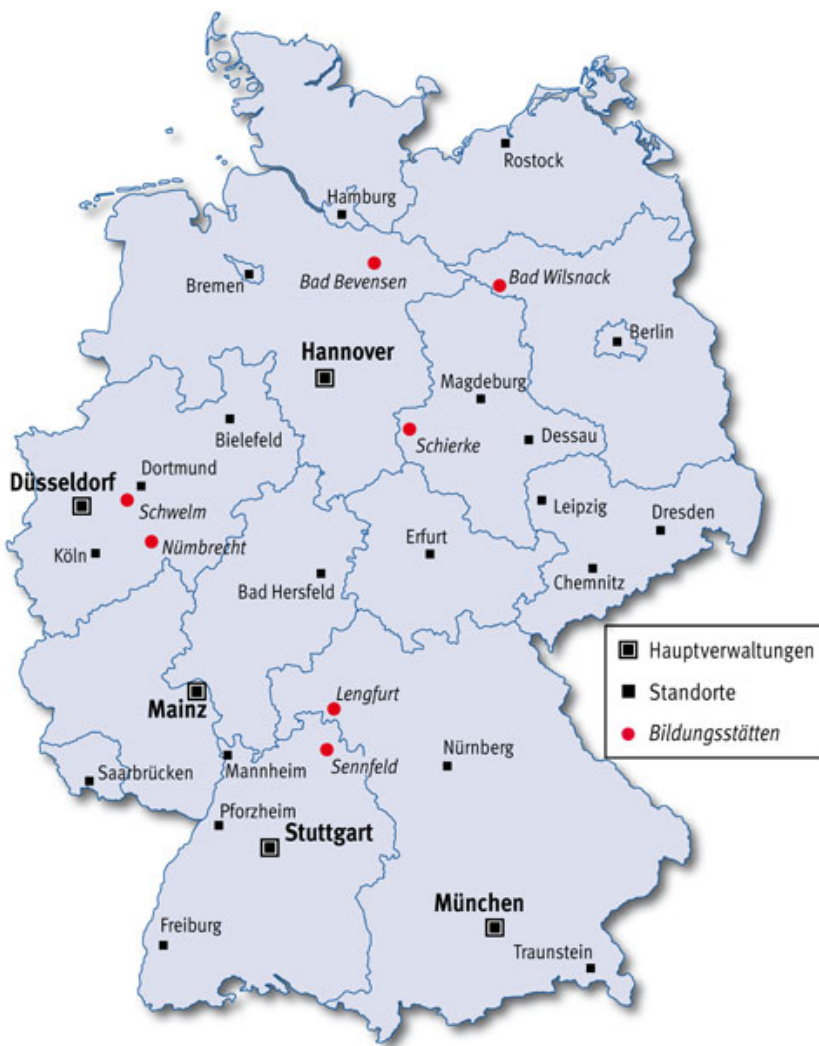 Rostock
Hamburg
Bad Bevensen
Bad Wilsnack
Bremen
Berlin
Hannover
Magdeburg
Bielefeld
Schierke
Dessau
Dortmund
Düsseldorf
Schwelm
Leipzig
Dresden
Köln
Nümbrecht
Erfurt
Bad Hersfeld
Chemnitz
Hauptverwaltungen
Standorte
Bildungsstätten
Lengfurt
Mainz
Nürnberg
Saarbrücken
Mannheim
Sennfeld
Pforzheim
Stuttgart
München
Freiburg
Traunstein